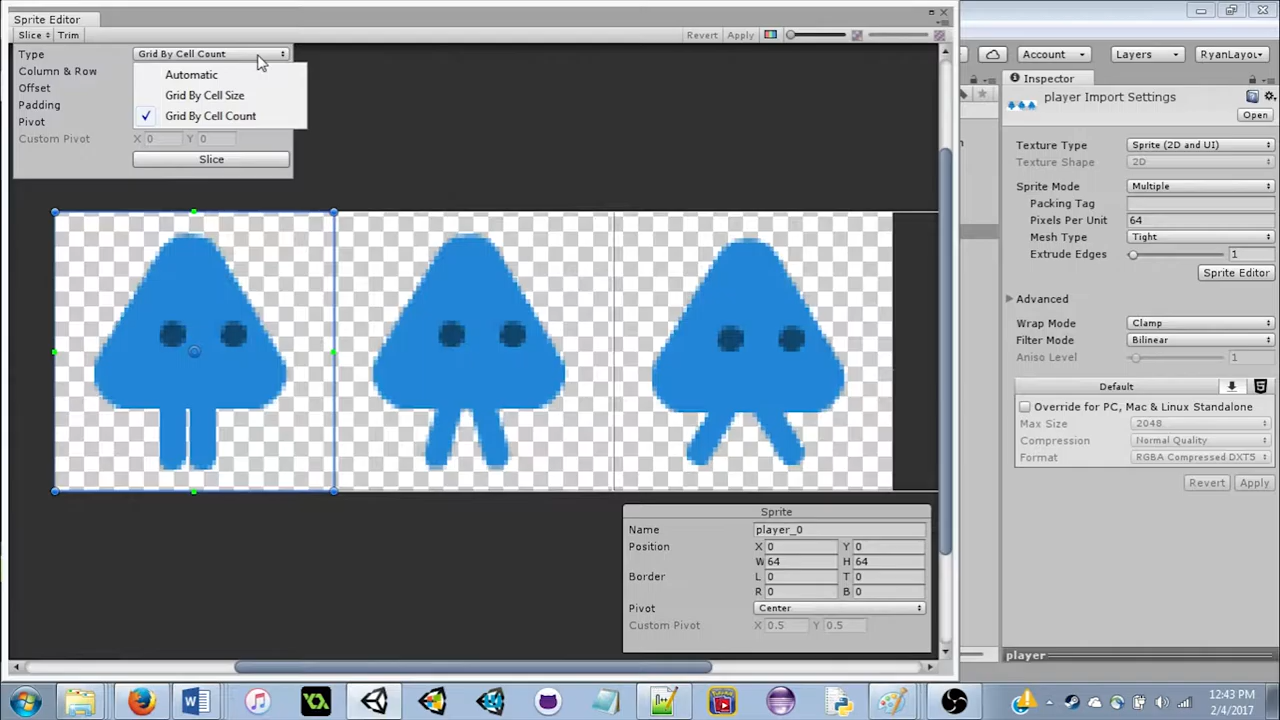 Sprite Editor
Slice Trim
Revert Apply
Type Grid By Cell Count
Column & Row
Automatic
Offset
Grid By Cell Size
Padding
Grid By Cell Count
Pivot
Custom Pivot X 0 Y 0
Slice
Sprite
Name player_0
Position X 0 Y 0
W 64 H 64
Border L 0 T 0
R 0 B 0
Pivot Center
Custom Pivot X 0.5 Y 0.5
Account Layers RyanLayou
Inspector
player Import Settings
Open
Texture Type Sprite (2D and UI)
Texture Shape 2D
Sprite Mode Multiple
Packing Tag
Pixels Per Unit 64
Mesh Type Tight
Extrude Edges 1
Sprite Editor
Advanced
Wrap Mode Clamp
Filter Mode Bilinear
Aniso Level 1
Default
Override for PC, Mac & Linux Standalone
Max Size 2048
Compression Normal Quality
Format RGBA Compressed DXT5
Revert Apply
player
12:43 PM
2/4/2017